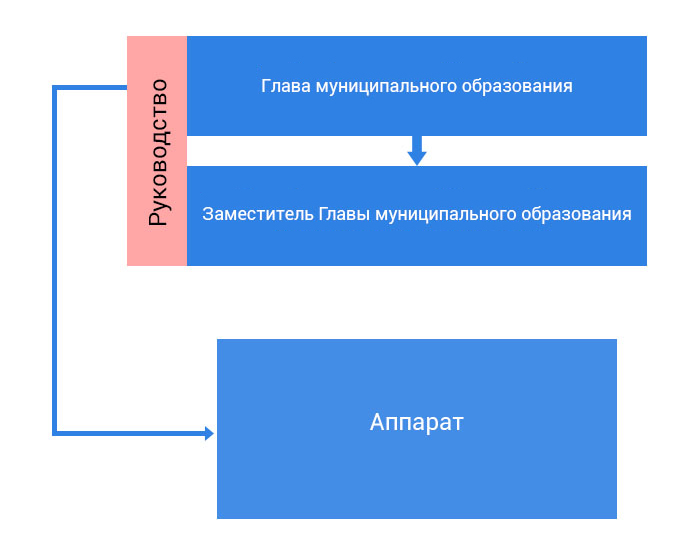 Руководство
Глава муниципального образования
Заместитель Главы муниципального образования
Аппарат